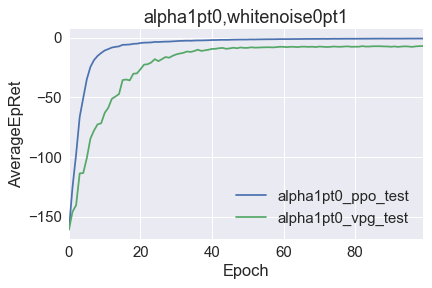 alpha1pt0,whitenoise0pt1
AverageEpRet
0
−50
−100
−150
alpha1pt0_ppo_test
alpha1pt0_vpg_test
0
20
40
60
80
Epoch